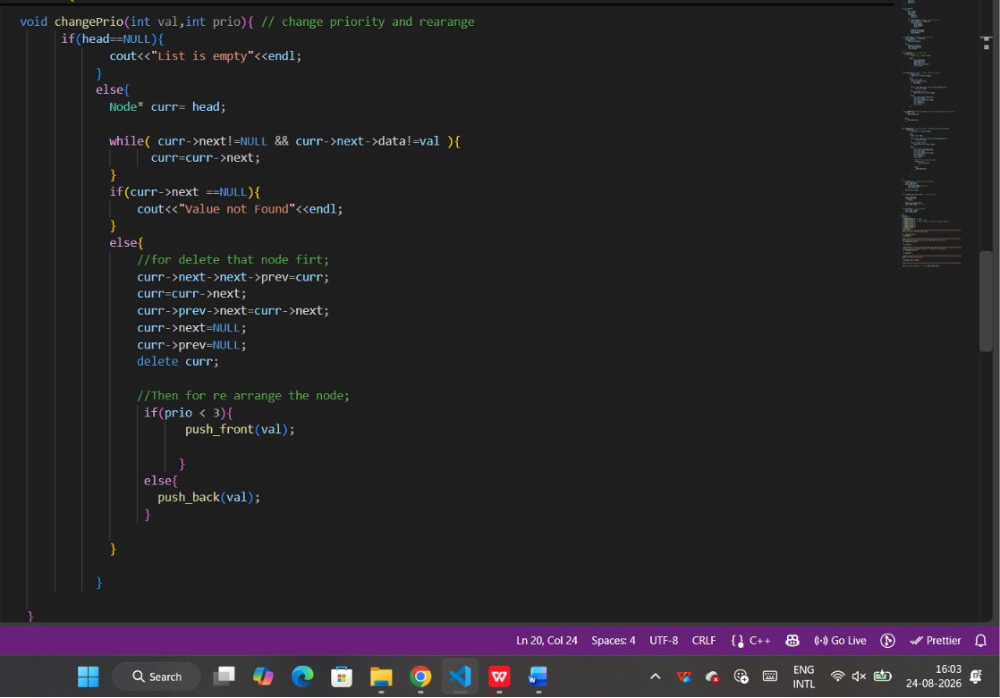 void changePrio(int val,int prio){ // change priority and rearange
if(head==NULL){
cout<<"List is empty"<<endl;
}
else{
Node* curr= head;
while( curr->next!=NULL && curr->next->data!=val ){
curr=curr->next;
}
if(curr->next ==NULL){
cout<<"Value not Found"<<endl;
}
else{
//for delete that node firt;
curr->next->next->prev=curr;
curr=curr->next;
curr->prev->next=curr->next;
curr->next=NULL;
curr->prev=NULL;
delete curr;
//Then for re arrange the node;
if(prio < 3){
push_front(val);
}
else{
push_back(val);
}
}
}
}
Ln 20, Col 24 Spaces: 4 UTF-8 CRLF {} C++ Go Live Prettier
Search
ENG
INTL
16:03
24-08-2026